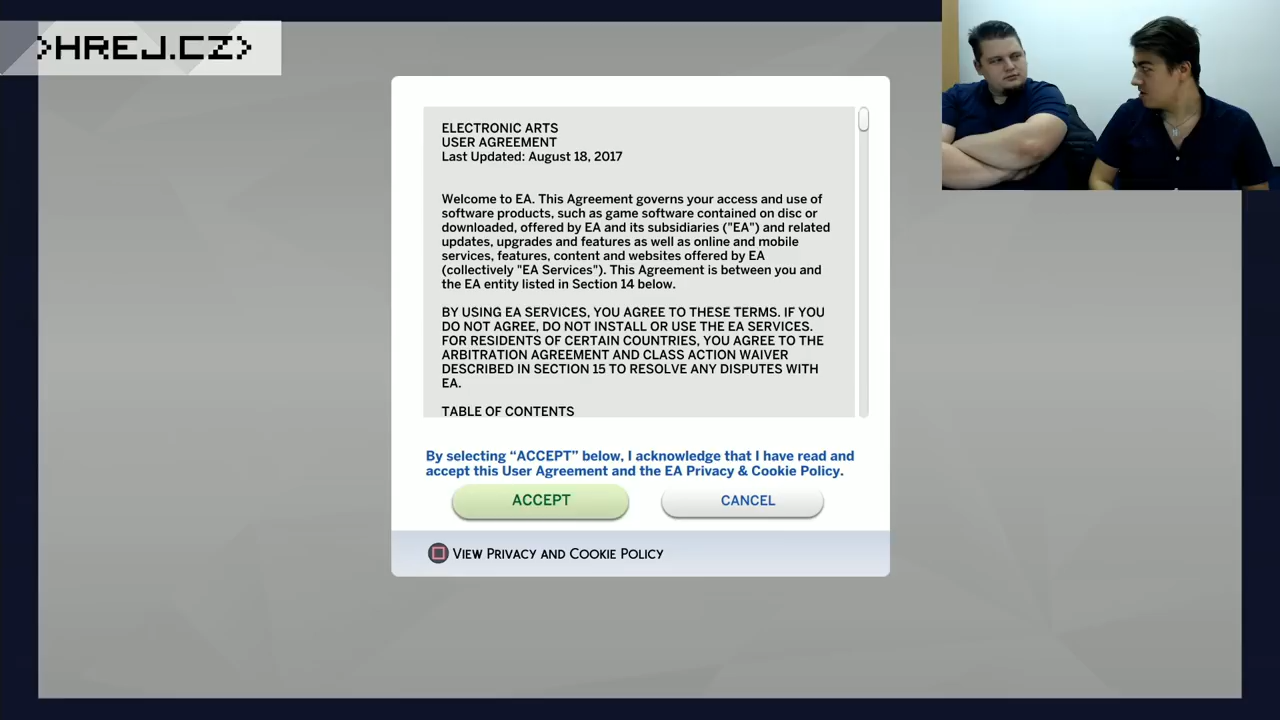 >HREJ.CZ>
ELECTRONIC ARTS
USER AGREEMENT
Last Updated: August 18, 2017
Welcome to EA. This Agreement governs your access and use of
software products, such as game software contained on disc or
downloaded, offered by EA and its subsidiaries ("EA") and related
updates, upgrades and features as well as online and mobile
services, features, content and websites offered by EA
(collectively "EA Services"). This Agreement is between you and
the EA entity listed in Section 14 below.
BY USING EA SERVICES, YOU AGREE TO THESE TERMS. IF YOU
DO NOT AGREE, DO NOT INSTALL OR USE THE EA SERVICES.
FOR RESIDENTS OF CERTAIN COUNTRIES, YOU AGREE TO THE
ARBITRATION AGREEMENT AND CLASS ACTION WAIVER
DESCRIBED IN SECTION 15 TO RESOLVE ANY DISPUTES WITH
EA.
TABLE OF CONTENTS
By selecting “ACCEPT” below, I acknowledge that I have read and
accept this User Agreement and the EA Privacy & Cookie Policy.
ACCEPT
CANCEL
VIEW PRIVACY AND COOKIE POLICY